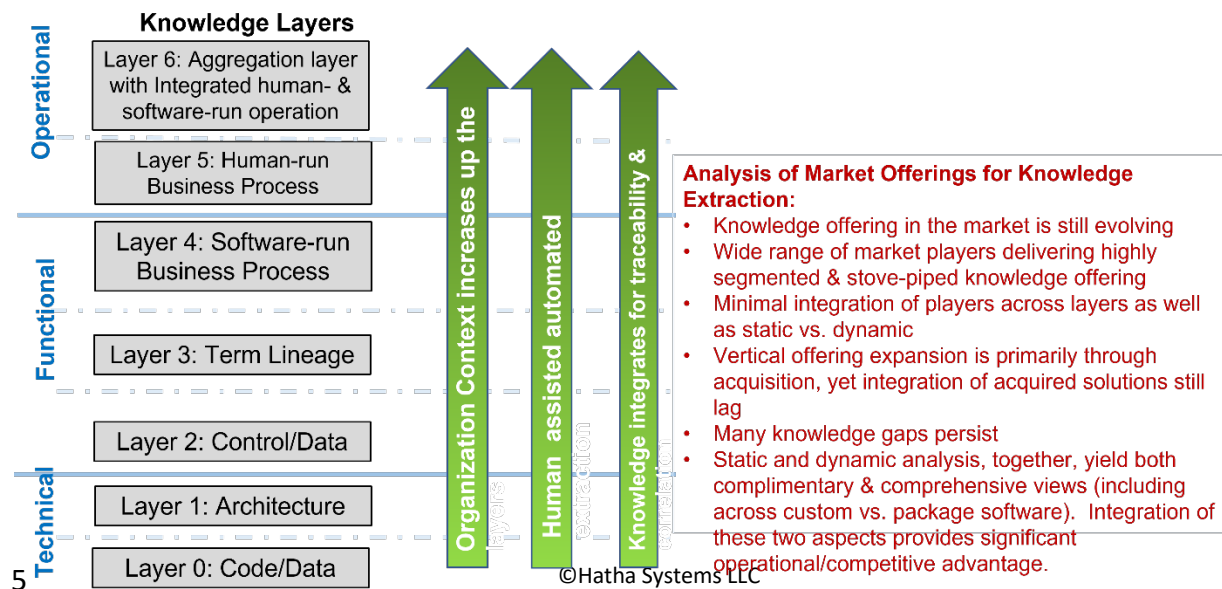 Knowledge Layers
Operational
Layer 6: Aggregation layer
with Integrated human- &
software-run operation
Layer 5: Human-run
Business Process
Functional
Layer 4: Software-run
Business Process
Layer 3: Term Lineage
Layer 2: Control/Data
Technical
Layer 1: Architecture
Layer 0: Code/Data
Organization Context increases up the
layers
Human assisted automated
extraction
Knowledge integrates for traceability &
correlation
Analysis of Market Offerings for Knowledge
Extraction:
• Knowledge offering in the market is still evolving
• Wide range of market players delivering highly
segmented & stove-piped knowledge offering
• Minimal integration of players across layers as well
as static vs. dynamic
• Vertical offering expansion is primarily through
acquisition, yet integration of acquired solutions still
lag
• Many knowledge gaps persist
• Static and dynamic analysis, together, yield both
complimentary & comprehensive views (including
across custom vs. package software). Integration of
these two aspects provides significant
operational/competitive advantage.
5
©Hatha Systems LLC